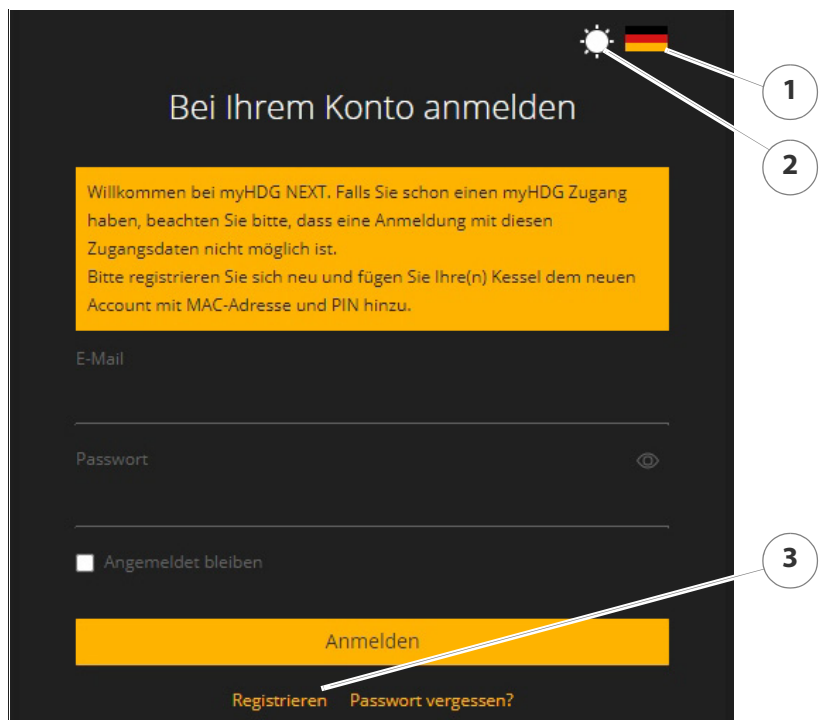 1
Bei Ihrem Konto anmelden
2
Willkommen bei myHDG NEXT. Falls Sie schon einen myHDG Zugang
haben, beachten Sie bitte, dass eine Anmeldung mit diesen
Zugangsdaten nicht möglich ist.
Bitte registrieren Sie sich neu und fügen Sie Ihre(n) Kessel dem neuen
Account mit MAC-Adresse und PIN hinzu.
E-Mail
Passwort
Angemeldet bleiben
3
Anmelden
Registrieren Passwort vergessen?